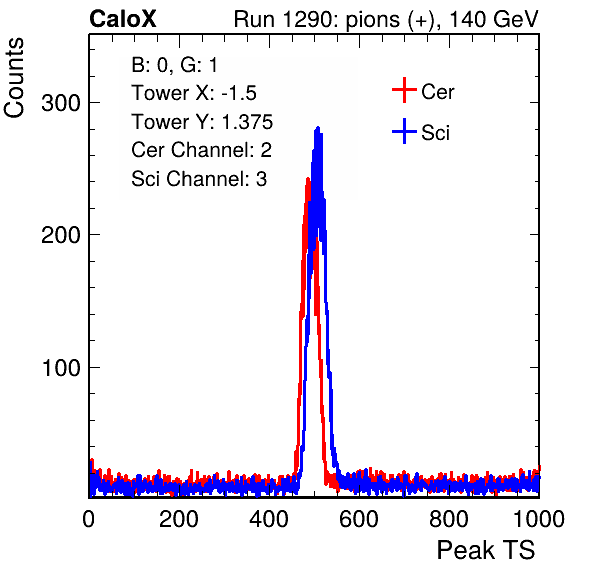 CaloX Run 1290: pions (+), 140 GeV
Counts
B: 0, G: 1
Tower X: -1.5
Tower Y: 1.375
Cer Channel: 2
Sci Channel: 3
Cer
Sci
300
200
100
0 200 400 600 800 1000
Peak TS